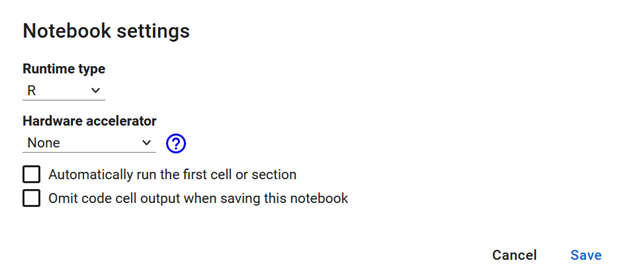 Notebook settings
Runtime type
R
Hardware accelerator
None
?
Automatically run the first cell or section
Omit code cell output when saving this notebook
Cancel Save